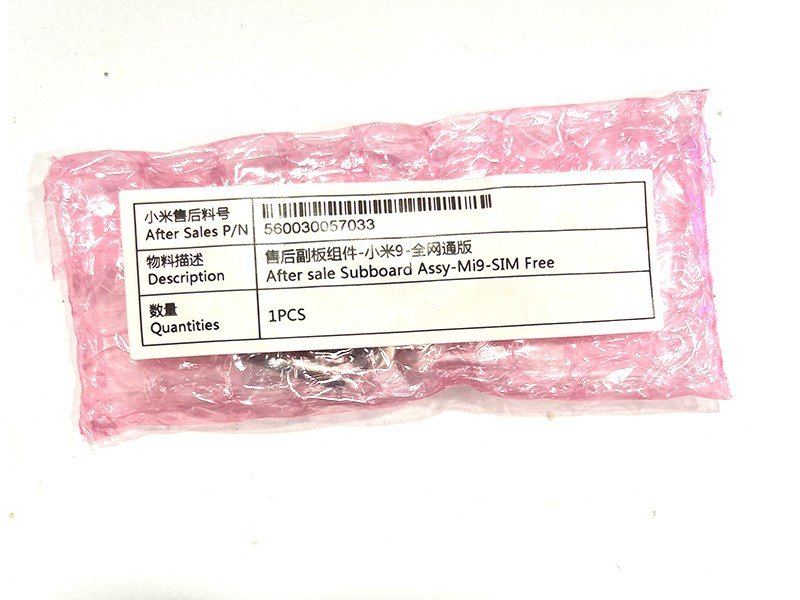 小米售后料号
After Sales P/N
560030057033
物料描述
Description
售后副板组件-小米9-全网通版
After sale Subboard Assy-Mi9-SIM Free
数量
Quantities
1PCS